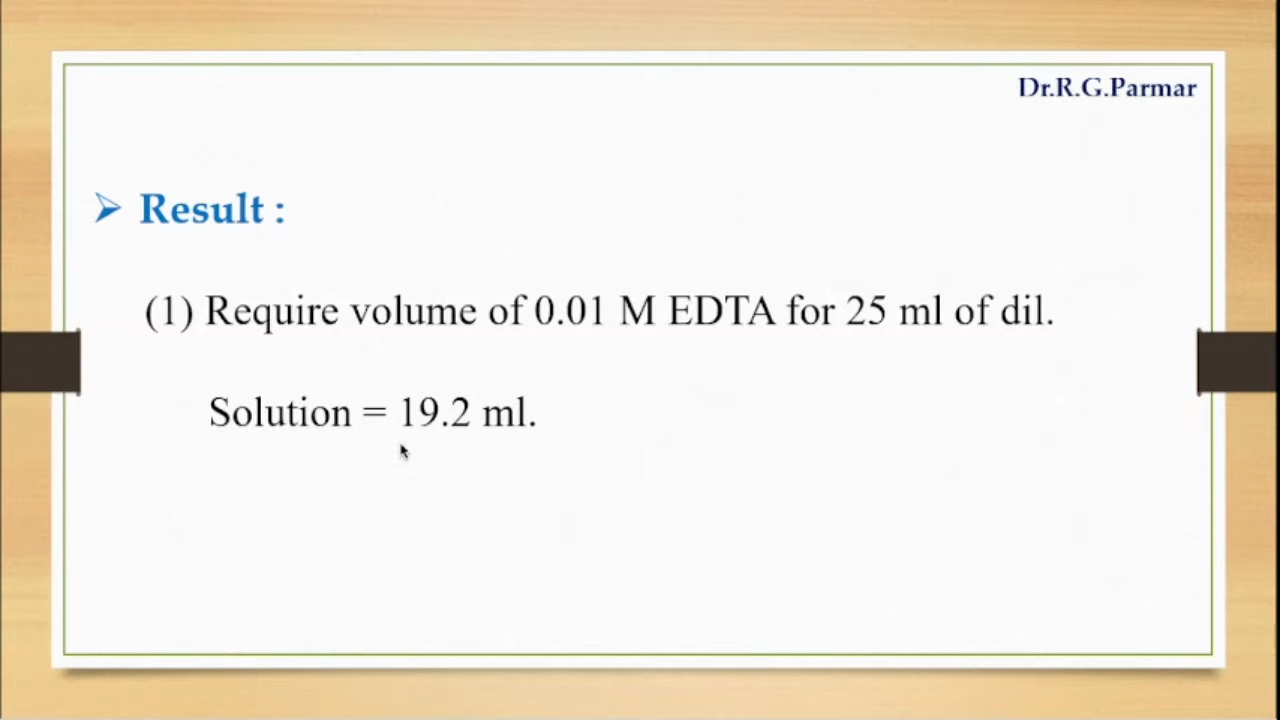 Dr.R.G.Parmar
➢ Result :
(1) Require volume of 0.01 M EDTA for 25 ml of dil.
Solution = 19.2 ml.